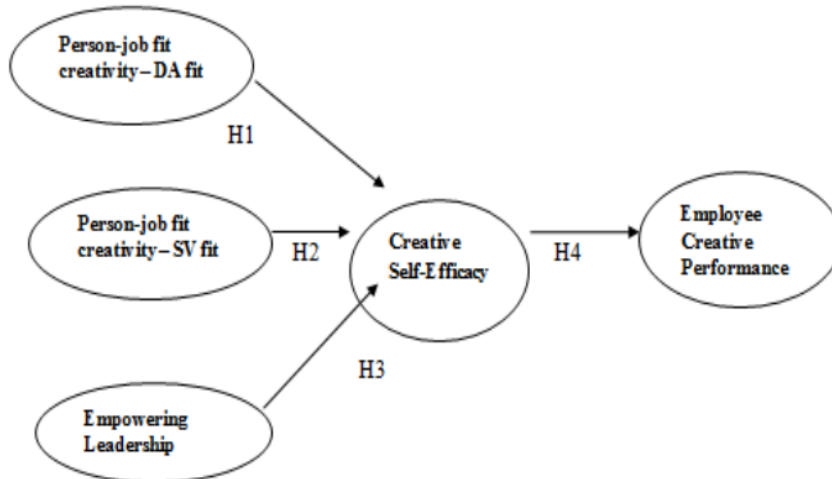 Person-job fit
creativity – DA fit
H1
Person-job fit
creativity – SV fit
H2
Creative
Self-Efficacy
H4
Employee
Creative
Performance
H3
Empowering
Leadership